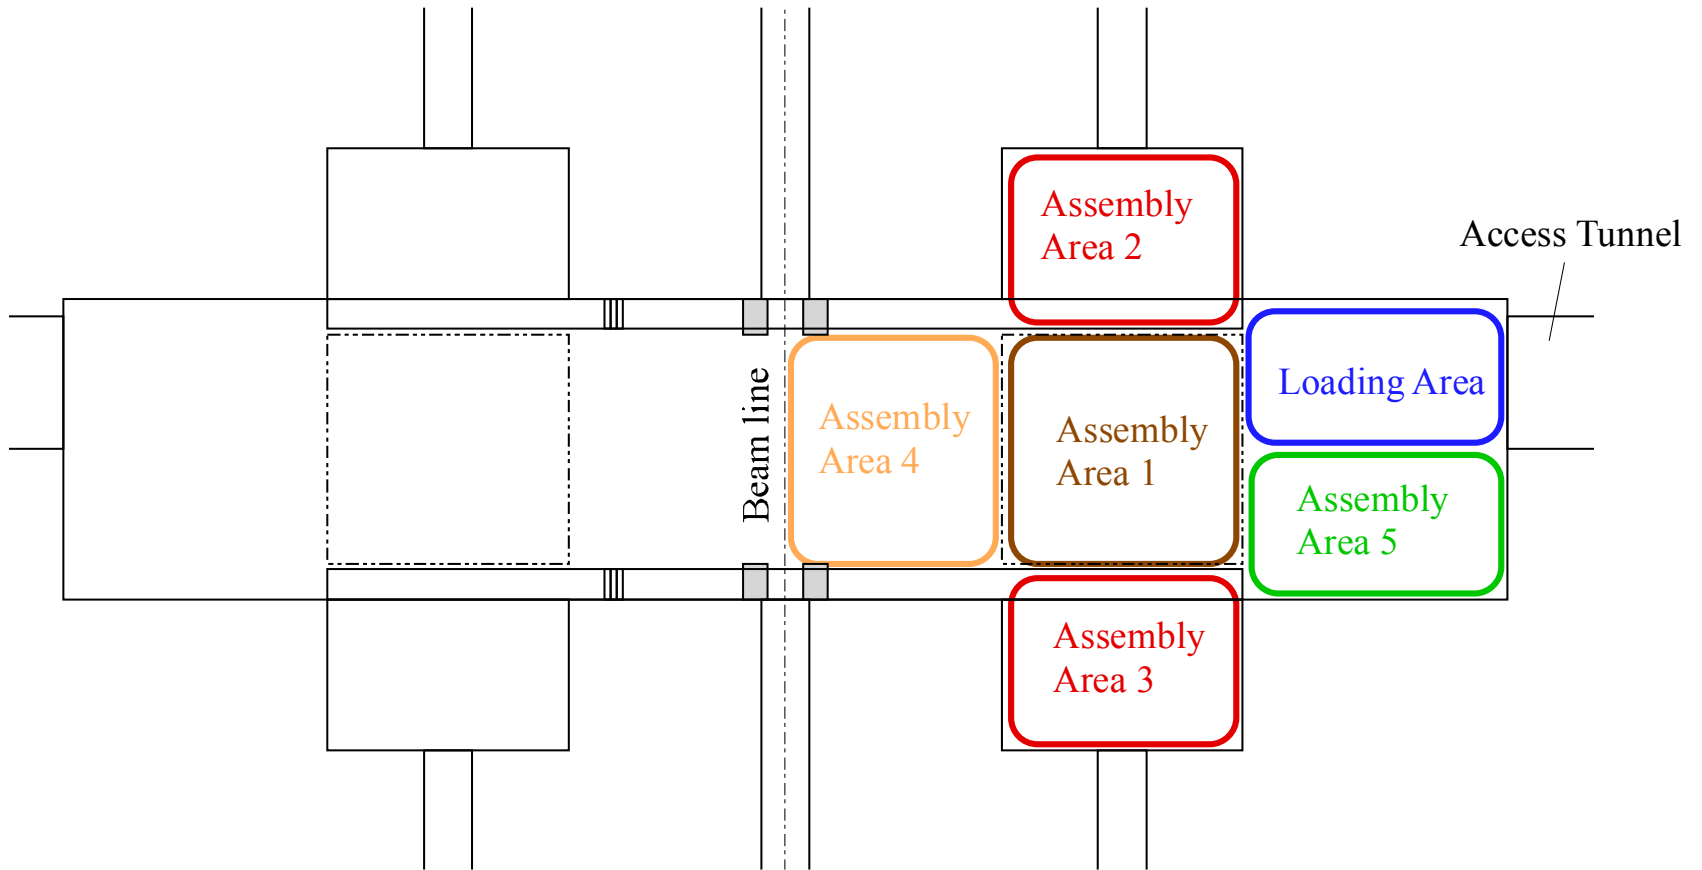 Assembly
Area 2
Access Tunnel
Loading Area
Beam line
Assembly
Area 4
Assembly
Area 1
Assembly
Area 5
Assembly
Area 3